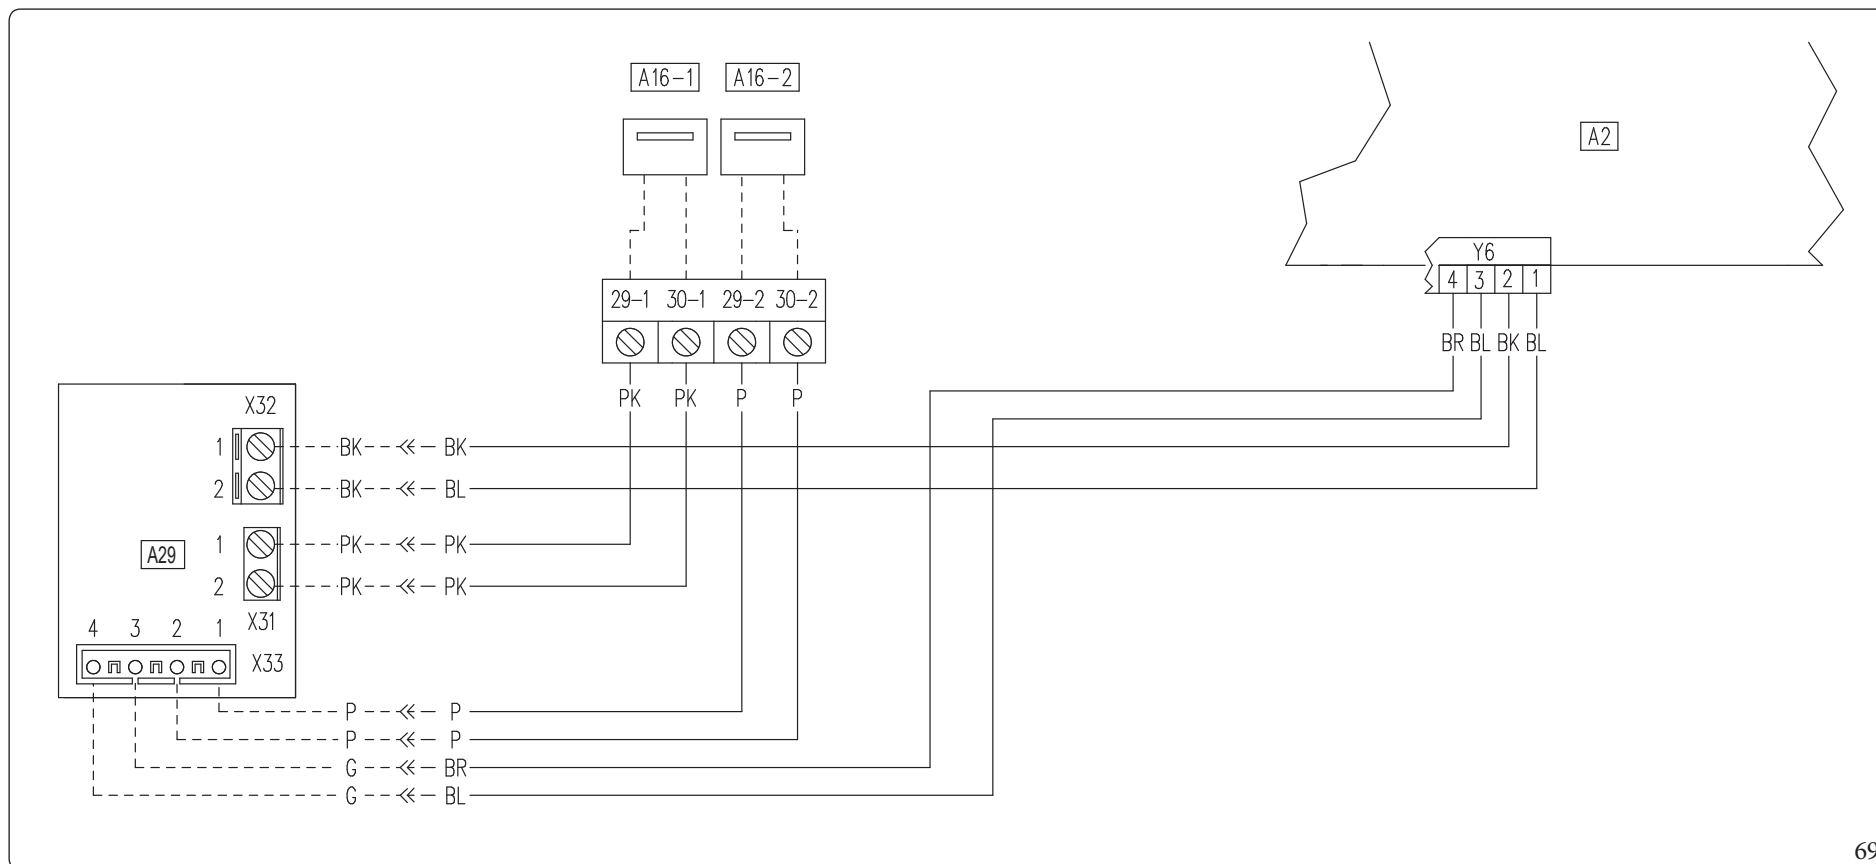 A16-1 A16-2
A2
Y6
4 3 2 1
BR BL BK BL
29-1 30-1 29-2 30-2
PK PK P P
X32
1 BK BK
2 BK BL
A29
1 PK PK
2 PK PK
X31
4 3 2 1
X33
P P
P P
G BR
G BL
69